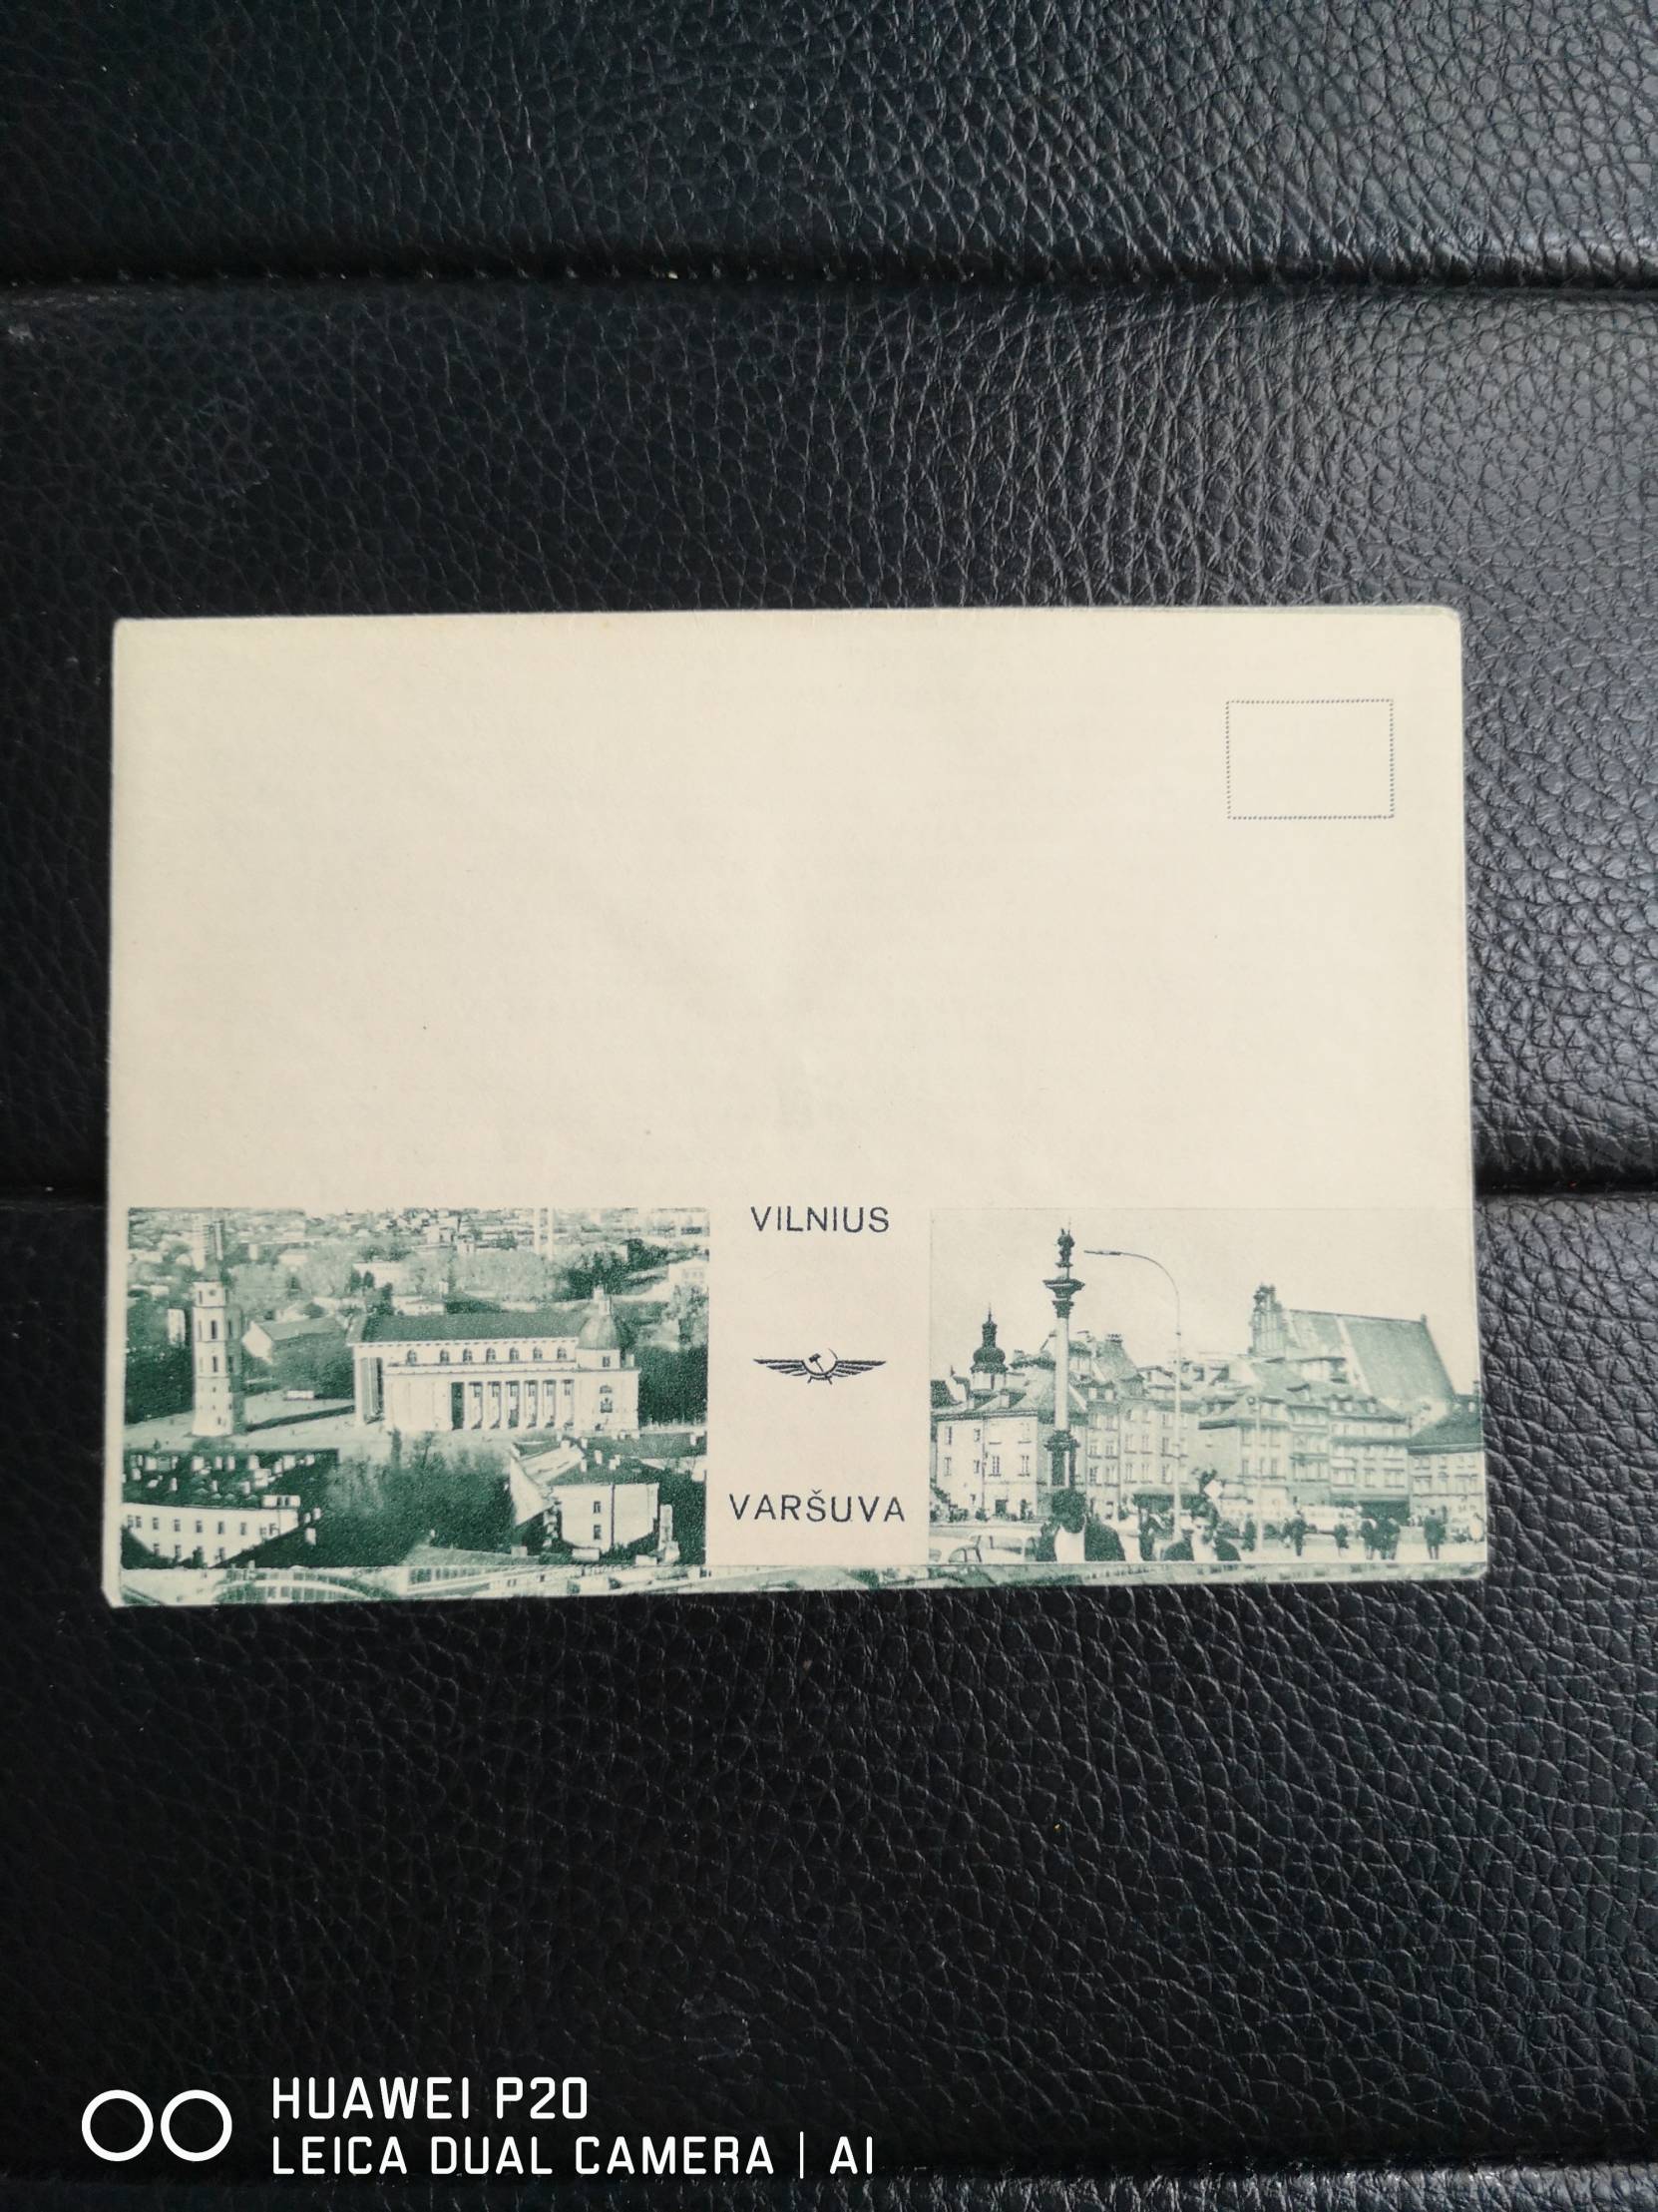 VILNIUS
VARŠUVA
HUAWEI P20
LEICA DUAL CAMERA | AI